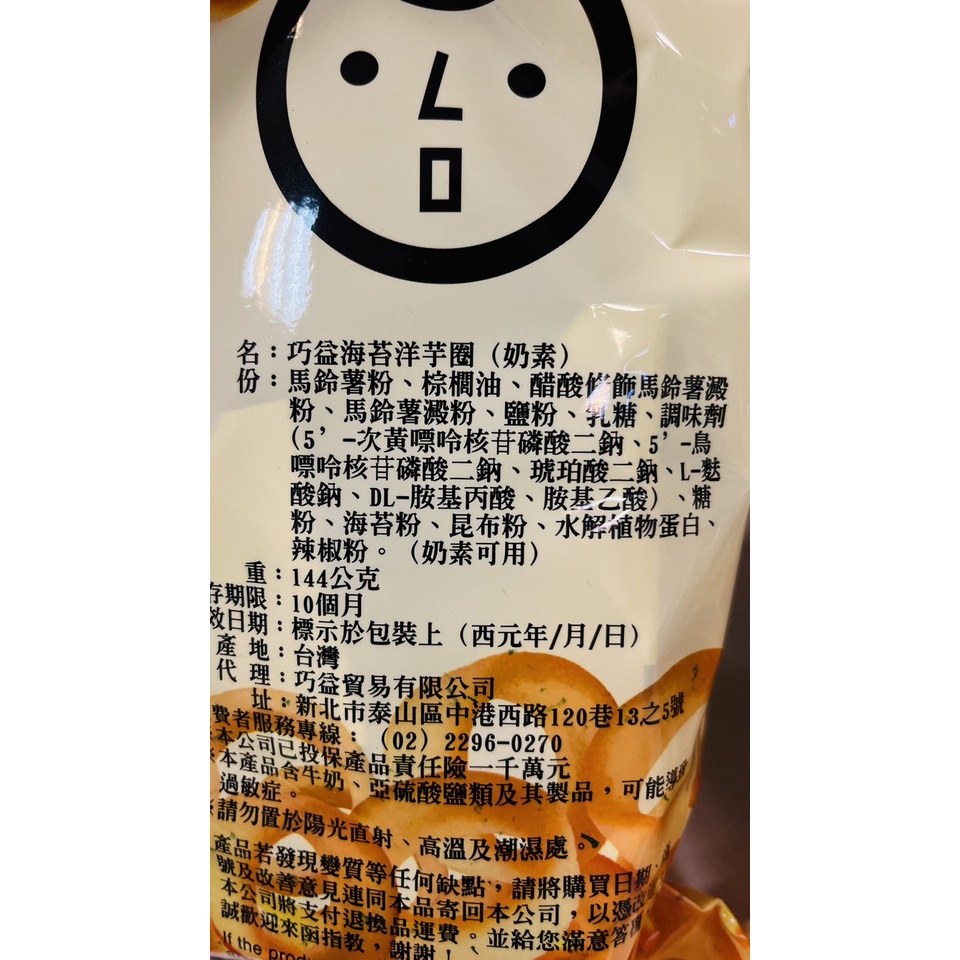 名：巧益海苔洋芋圈（奶素）
份：馬鈴薯粉、棕櫚油、醋酸修飾馬鈴薯澱
粉、馬鈴薯澱粉、鹽粉、乳糖、調味劑
(5’-次黃嘌呤核苷磷酸二鈉、5’-鳥
嘌呤核苷磷酸二鈉、琥珀酸二鈉、L-麩
酸鈉、DL-胺基丙酸、胺基乙酸）、糖
粉、海苔粉、昆布粉、水解植物蛋白、
辣椒粉。（奶素可用）
重：144公克
存期限：10個月
效日期：標示於包裝上（西元年/月/日）
產地：台灣
代理：巧益貿易有限公司
址：新北市泰山區中港西路120巷13之5號
費者服務專線：（02）2296-0270
※本公司已投保產品責任險一千萬元
※本產品含牛奶、亞硫酸鹽類及其製品，可能導致
過敏症。
※請勿置於陽光直射、高溫及潮濕處。
產品若發現變質等任何缺點，請將購買日期
號及改善意見連同本品寄回本公司，以憑改
本公司將支付退換品運費。並給您滿意答
誠歡迎來函指教，謝謝！
If the prod